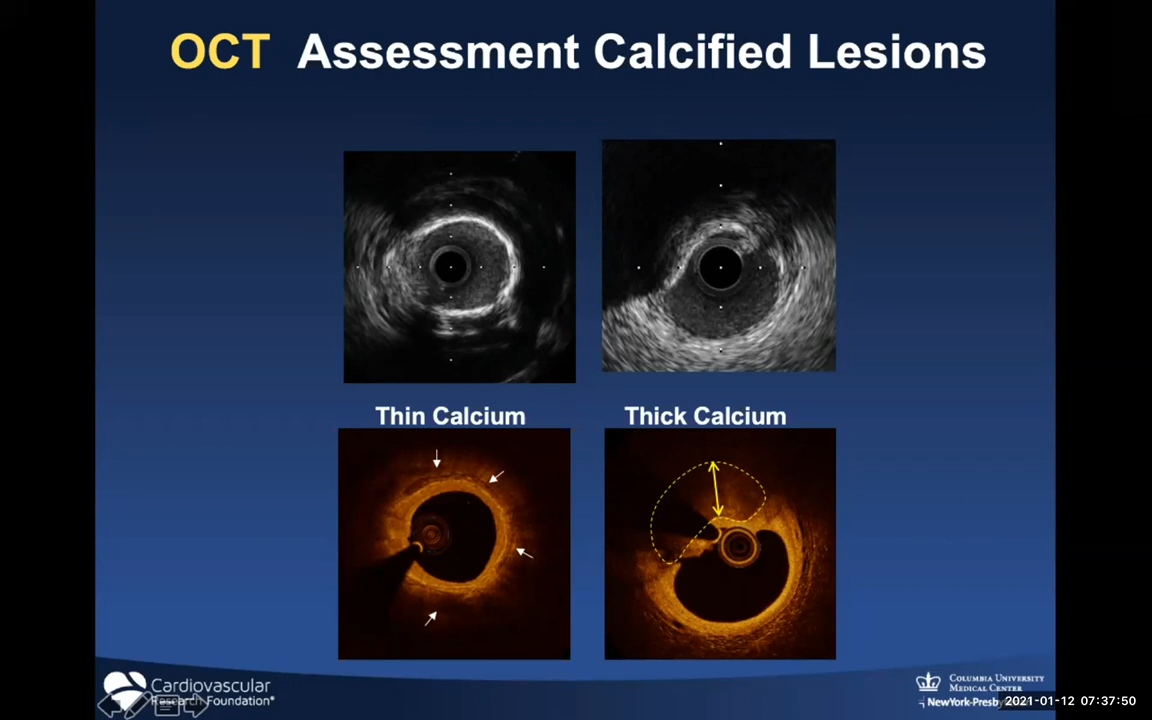 OCT Assessment Calcified Lesions
Thin Calcium
Thick Calcium
Cardiovascular
Research Foundation
COLUMBIA UNIVERSITY
MEDICAL CENTER
NewYork-Presb
2021-01-12 07:37:50